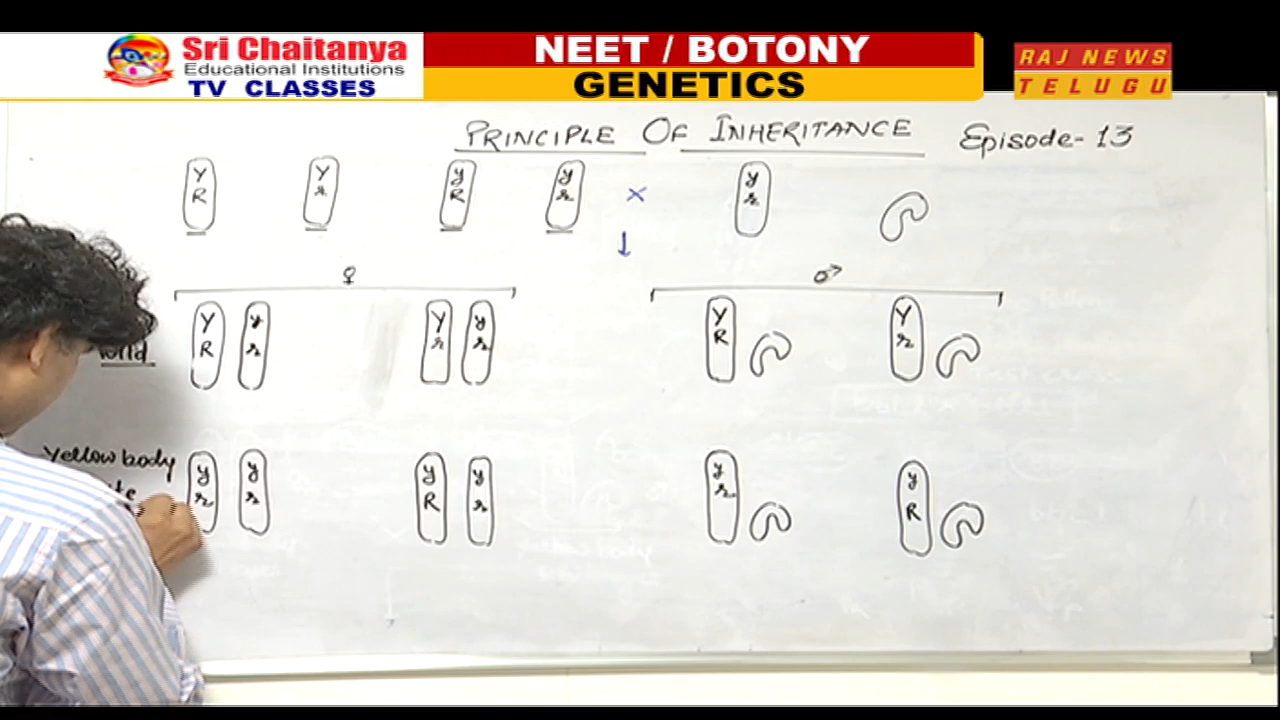 Sri Chaitanya
Educational Institutions
TV CLASSES
NEET / BOTONY
GENETICS
RAJ NEWS
TELUGU
PRINCIPLE OF INHERITANCE Episode- 13
Y Y y y × y
R r R r r
↓
♀ ♂
Y y Y y Y Y
R r r r R r
Wild
Yellow body
y y y y y y
r r R r r R